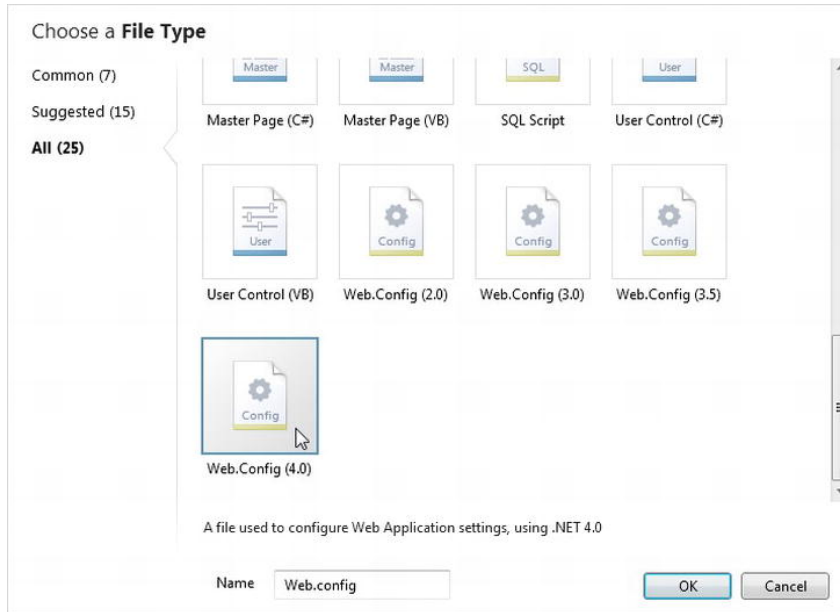 Choose a File Type
Common (7)
Suggested (15)
All (25)
Master Master SQL User
Master Page (C#) Master Page (VB) SQL Script User Control (C#)
User Config Config Config
User Control (VB) Web.Config (2.0) Web.Config (3.0) Web.Config (3.5)
Config
Web.Config (4.0)
A file used to configure Web Application settings, using .NET 4.0
Name Web.config OK Cancel